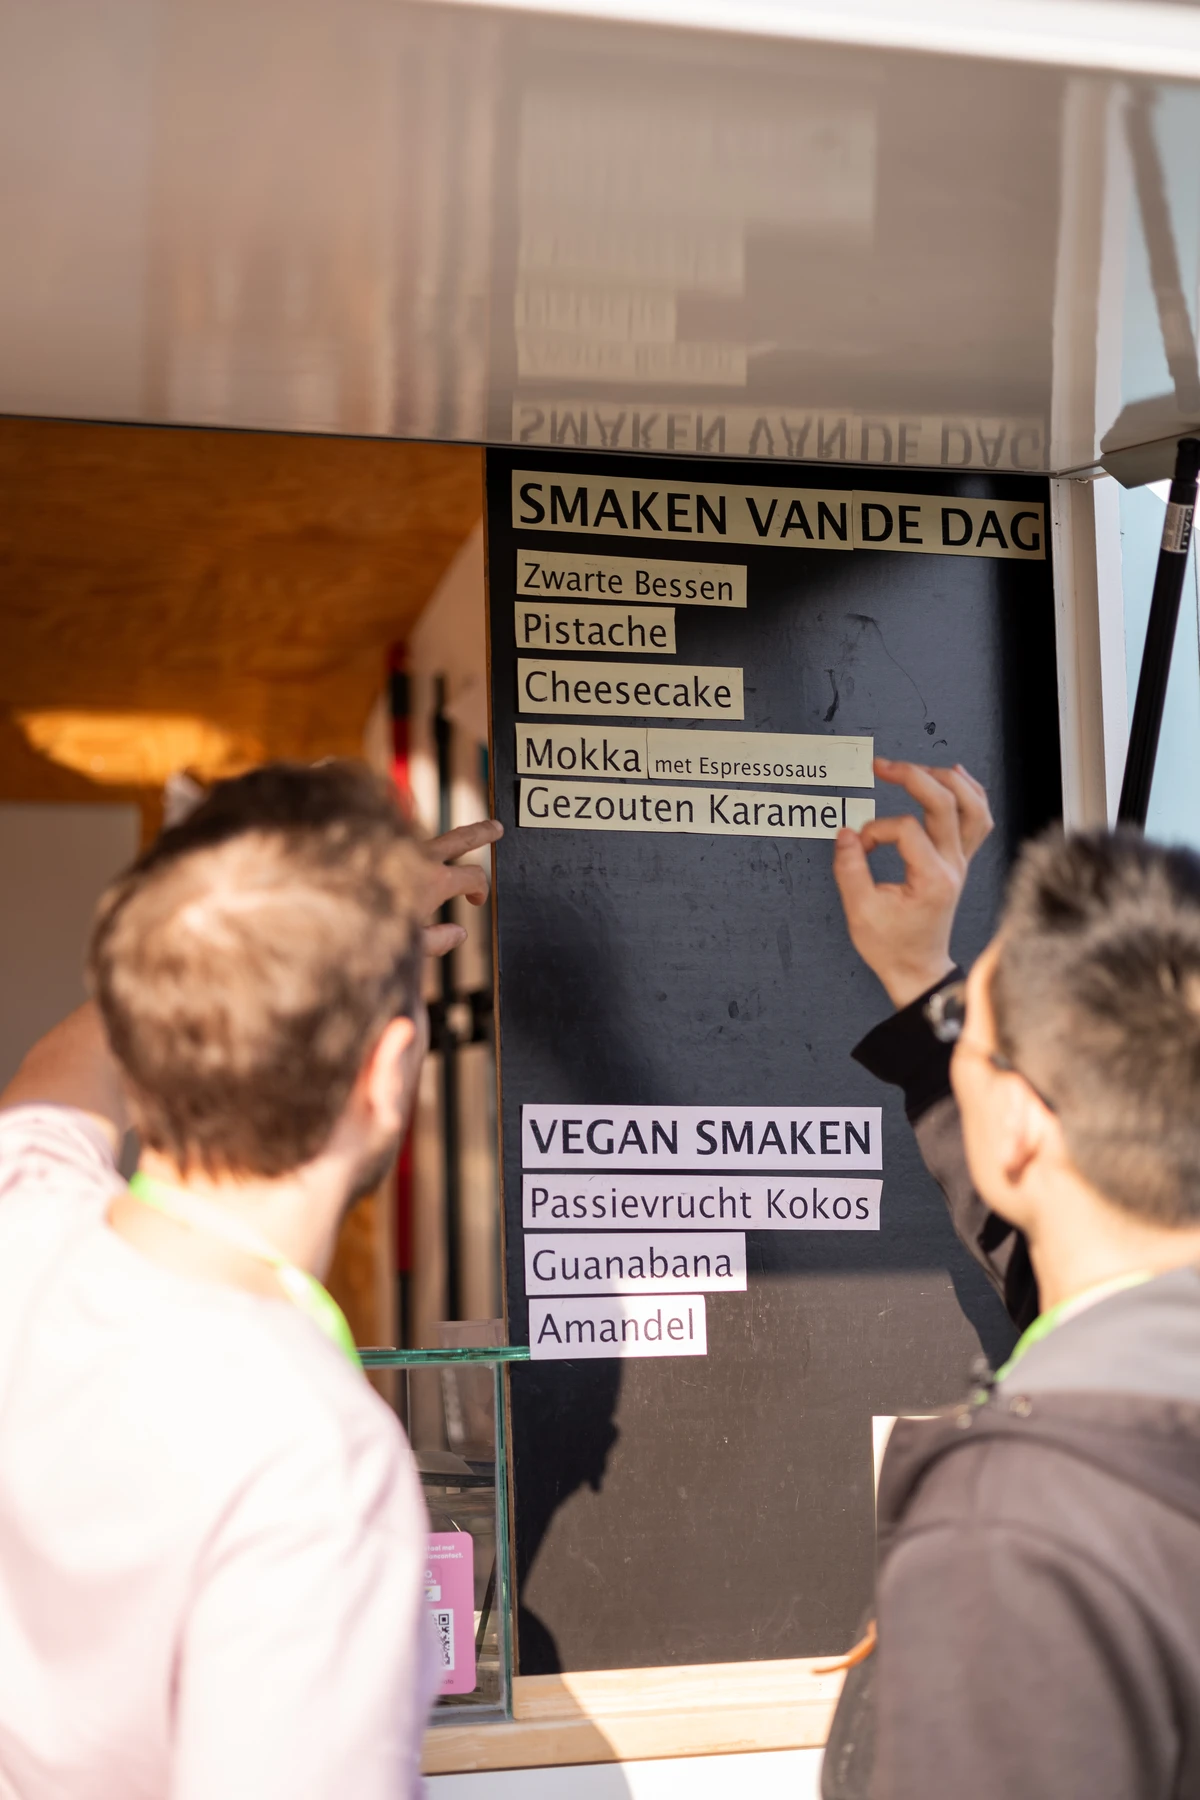 SMAKEN VAN DE DAG
Zwarte Bessen
Pistache
Cheesecake
Mokka met Espressosaus
Gezouten Karamel
VEGAN SMAKEN
Passievrucht Kokos
Guanabana
Amandel